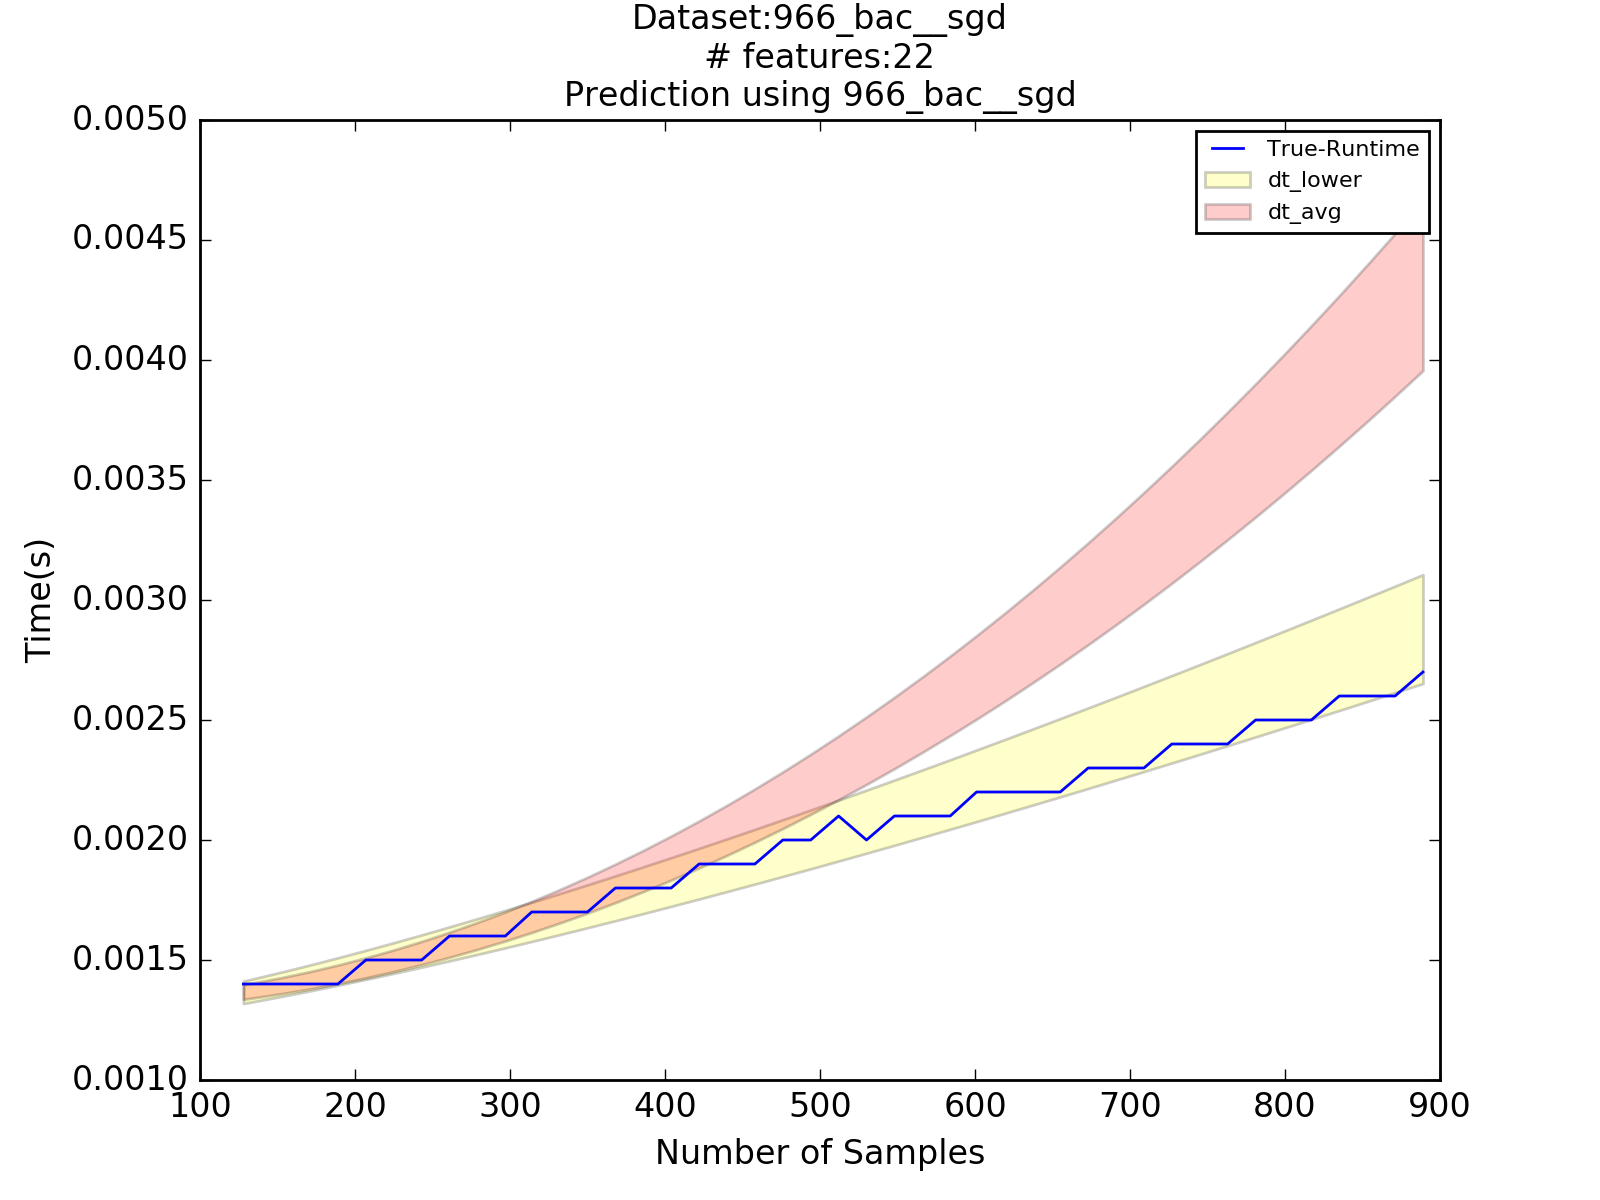 Dataset:966_bac__sgd
# features:22
Prediction using 966_bac__sgd
0.0050
0.0045
0.0040
0.0035
0.0030
0.0025
0.0020
0.0015
0.0010
Time(s)
True-Runtime
dt_lower
dt_avg
100 200 300 400 500 600 700 800 900
Number of Samples